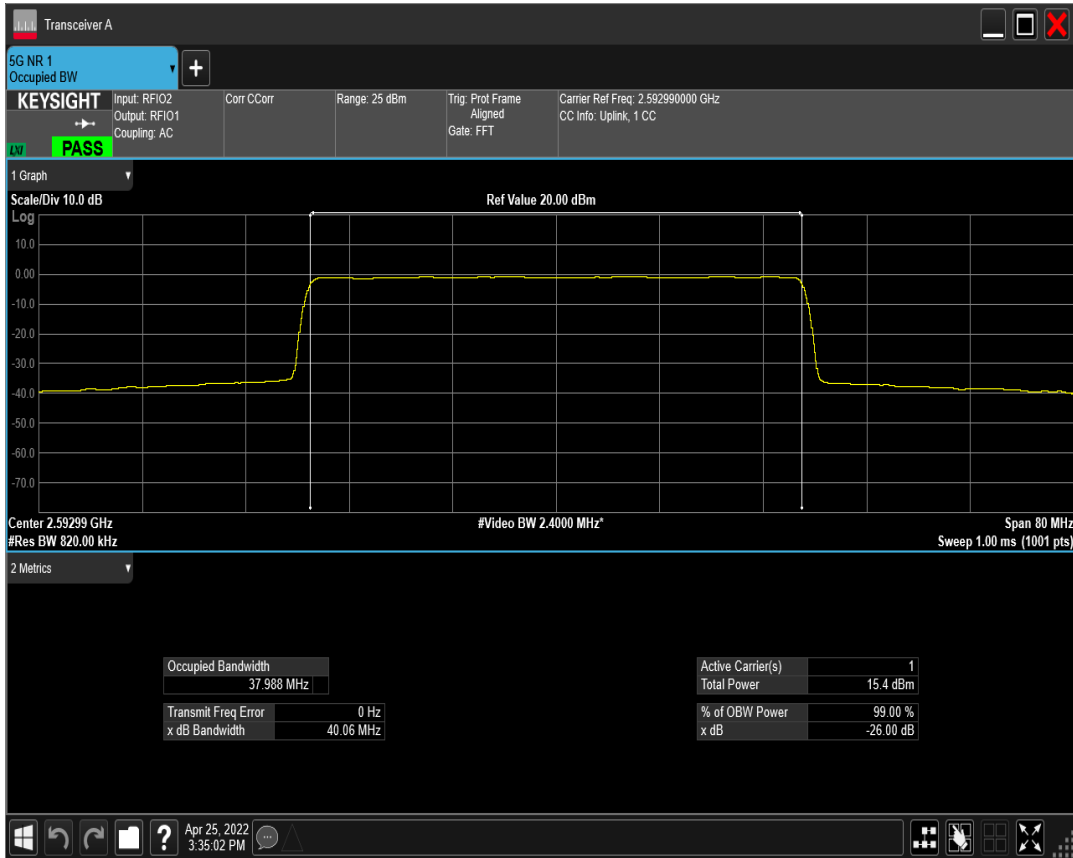 Transceiver A
5G NR 1
Occupied BW
+
KEYSIGHT
LXI
PASS
Input: RFIO2
Output: RFIO1
Coupling: AC
Corr CCorr
Range: 25 dBm
Trig: Prot Frame
Aligned
Gate: FFT
Carrier Ref Freq: 2.592990000 GHz
CC Info: Uplink, 1 CC
1 Graph
Scale/Div 10.0 dB
Ref Value 20.00 dBm
Log
10.0
0.00
-10.0
-20.0
-30.0
-40.0
-50.0
-60.0
-70.0
Center 2.59299 GHz
#Video BW 2.4000 MHz*
Span 80 MHz
#Res BW 820.00 kHz
Sweep 1.00 ms (1001 pts)
2 Metrics
Occupied Bandwidth
37.988 MHz
Transmit Freq Error 0 Hz
x dB Bandwidth 40.06 MHz
Active Carrier(s) 1
Total Power 15.4 dBm
% of OBW Power 99.00 %
x dB -26.00 dB
?
Apr 25, 2022
3:35:02 PM